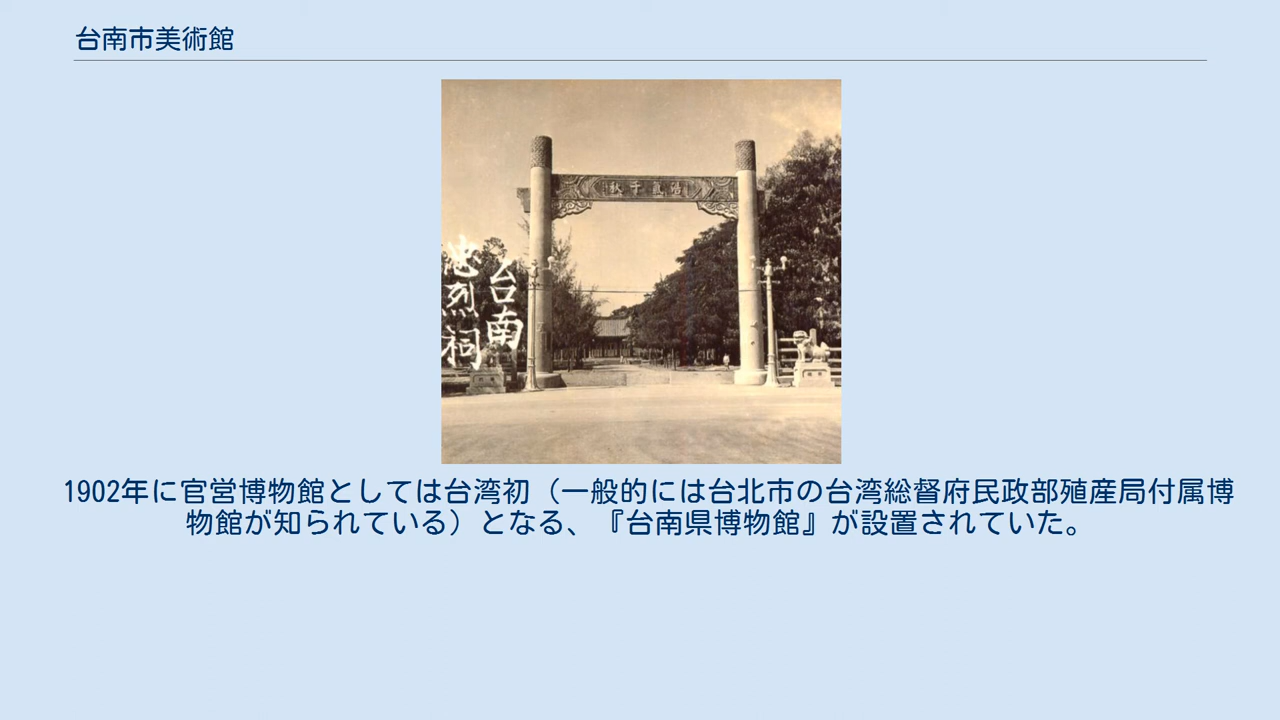 台南市美術館
浩氣千秋
台南
忠烈祠
1902年に官営博物館としては台湾初（一般的には台北市の台湾総督府民政部殖産局付属博
物館が知られている）となる、『台南県博物館』が設置されていた。